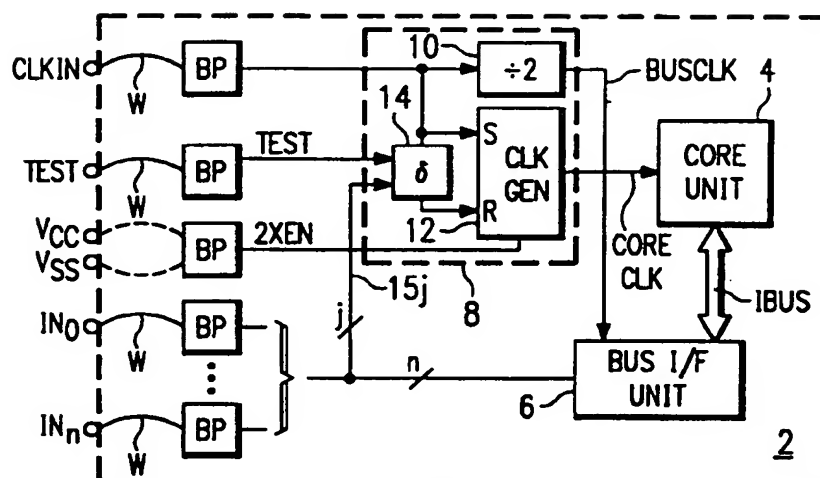 CLKIN
W
BP
10
÷2
BUSCLK
4
CORE
UNIT
14
TEST
TEST
W
BP
δ
S
CLK
GEN
R
12
CORE
CLK
VCC
VSS
BP
2XEN
8
15j
IBUS
IN0
W
BP
j
n
BUS I/F
UNIT
6
INn
W
BP
2